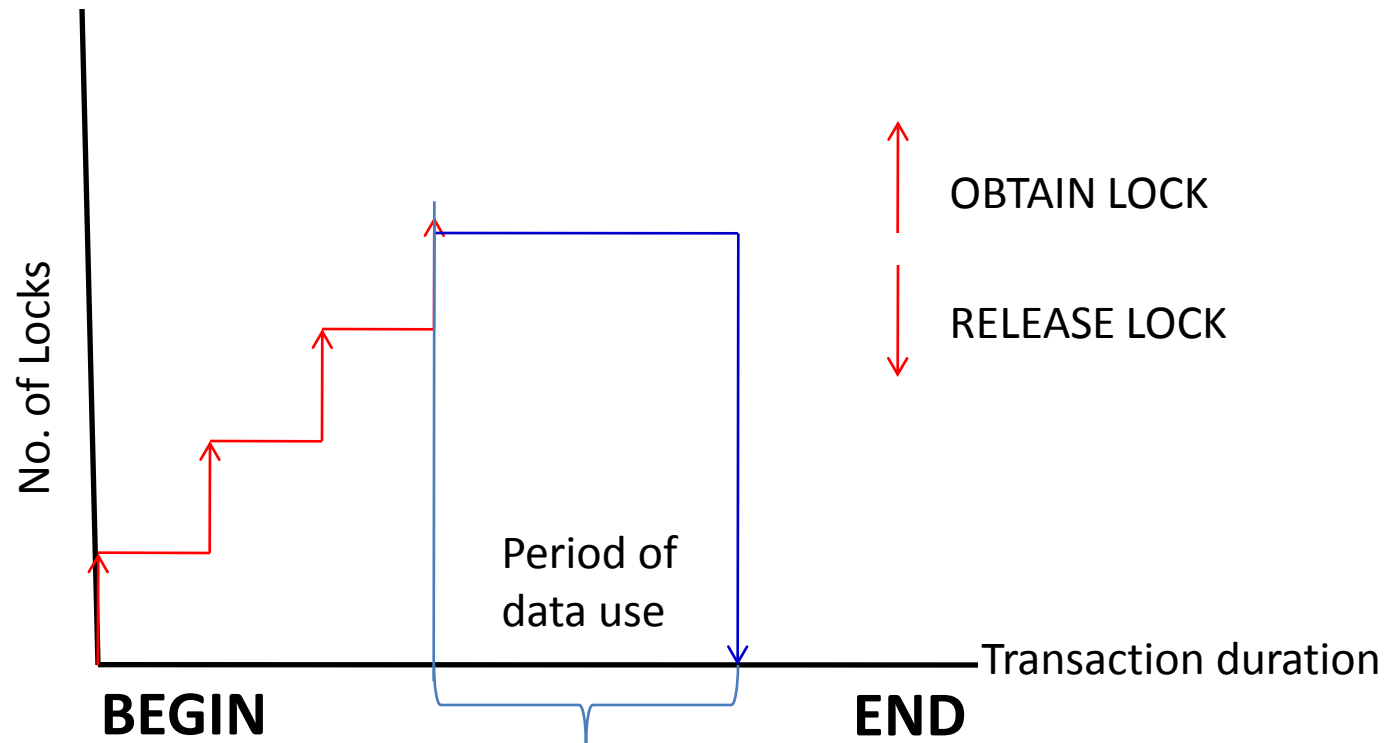 No. of Locks
OBTAIN LOCK
RELEASE LOCK
Period of
data use
Transaction duration
BEGIN
END